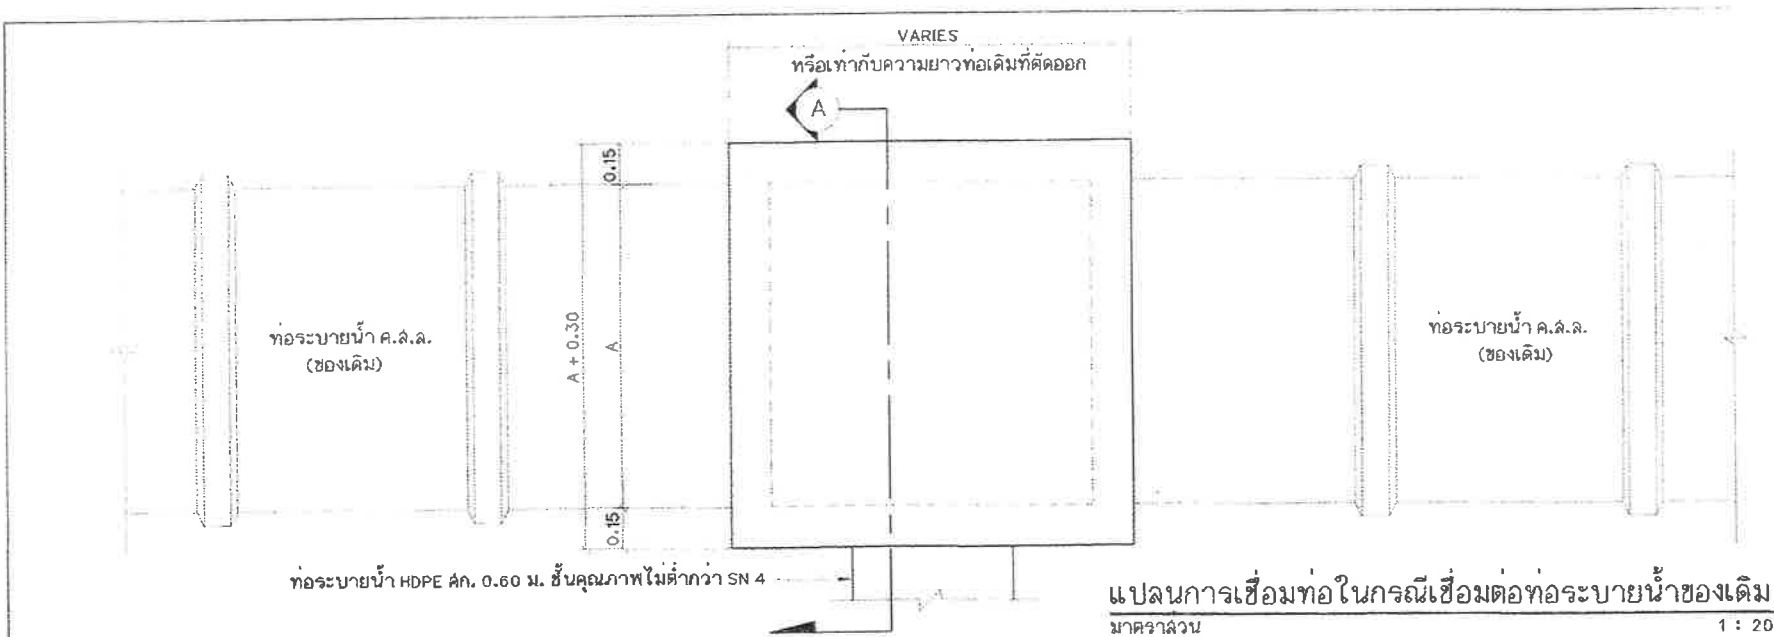 VARIES
หรือเท่ากับความยาวท่อเดิมที่ตัดออก
A
0.15
A + 0.30
A
0.15
ท่อระบายน้ำ ค.ส.ล.
(ของเดิม)
ท่อระบายน้ำ ค.ส.ล.
(ของเดิม)
ท่อระบายน้ำ HDPE ศก. 0.60 ม. ชั้นคุณภาพไม่ต่ำกว่า SN 4
แปลนการเชื่อมท่อในกรณีเชื่อมต่อท่อระบายน้ำของเดิม
มาตราส่วน 1 : 20